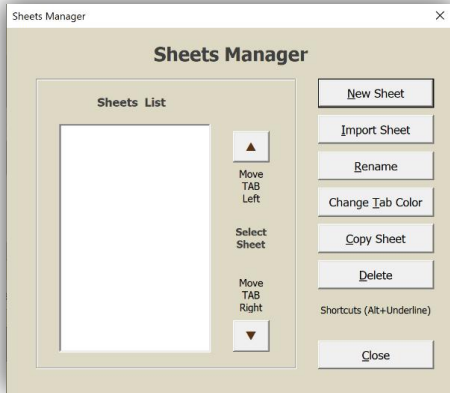 Sheets Manager
Sheets Manager
Sheets List
Move
TAB
Left
Select
Sheet
Move
TAB
Right
New Sheet
Import Sheet
Rename
Change Tab Color
Copy Sheet
Delete
Shortcuts (Alt+Underline)
Close